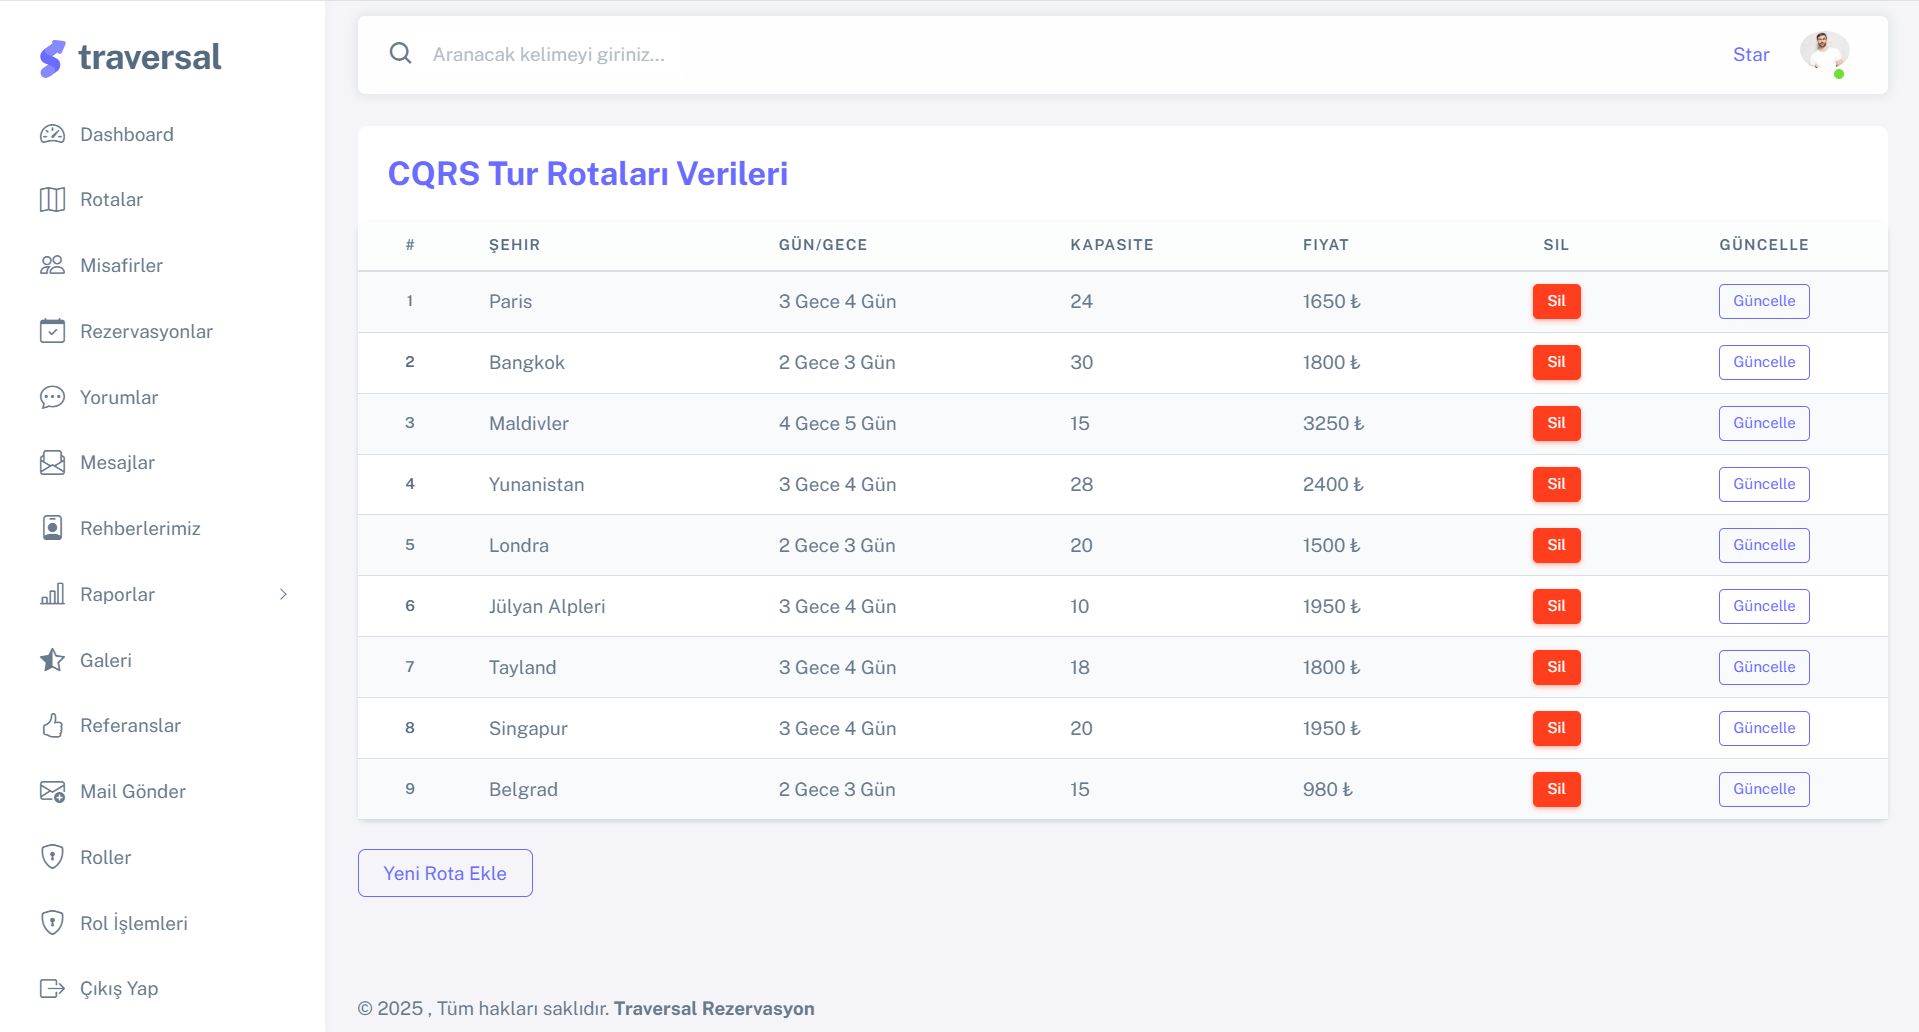 traversal
Dashboard
Rotalar
Misafirler
Rezervasyonlar
Yorumlar
Mesajlar
Rehberlerimiz
Raporlar
Galeri
Referanslar
Mail Gönder
Roller
Rol İşlemleri
Çıkış Yap
Aranacak kelimeyi giriniz... Star
CQRS Tur Rotaları Verileri
# ŞEHIR GÜN/GECE KAPASITE FIYAT SIL GÜNCELLE
1 Paris 3 Gece 4 Gün 24 1650 ₺ Sil Güncelle
2 Bangkok 2 Gece 3 Gün 30 1800 ₺ Sil Güncelle
3 Maldivler 4 Gece 5 Gün 15 3250 ₺ Sil Güncelle
4 Yunanistan 3 Gece 4 Gün 28 2400 ₺ Sil Güncelle
5 Londra 2 Gece 3 Gün 20 1500 ₺ Sil Güncelle
6 Jülyan Alpleri 3 Gece 4 Gün 10 1950 ₺ Sil Güncelle
7 Tayland 3 Gece 4 Gün 18 1800 ₺ Sil Güncelle
8 Singapur 3 Gece 4 Gün 20 1950 ₺ Sil Güncelle
9 Belgrad 2 Gece 3 Gün 15 980 ₺ Sil Güncelle
Yeni Rota Ekle
© 2025 , Tüm hakları saklıdır. Traversal Rezervasyon